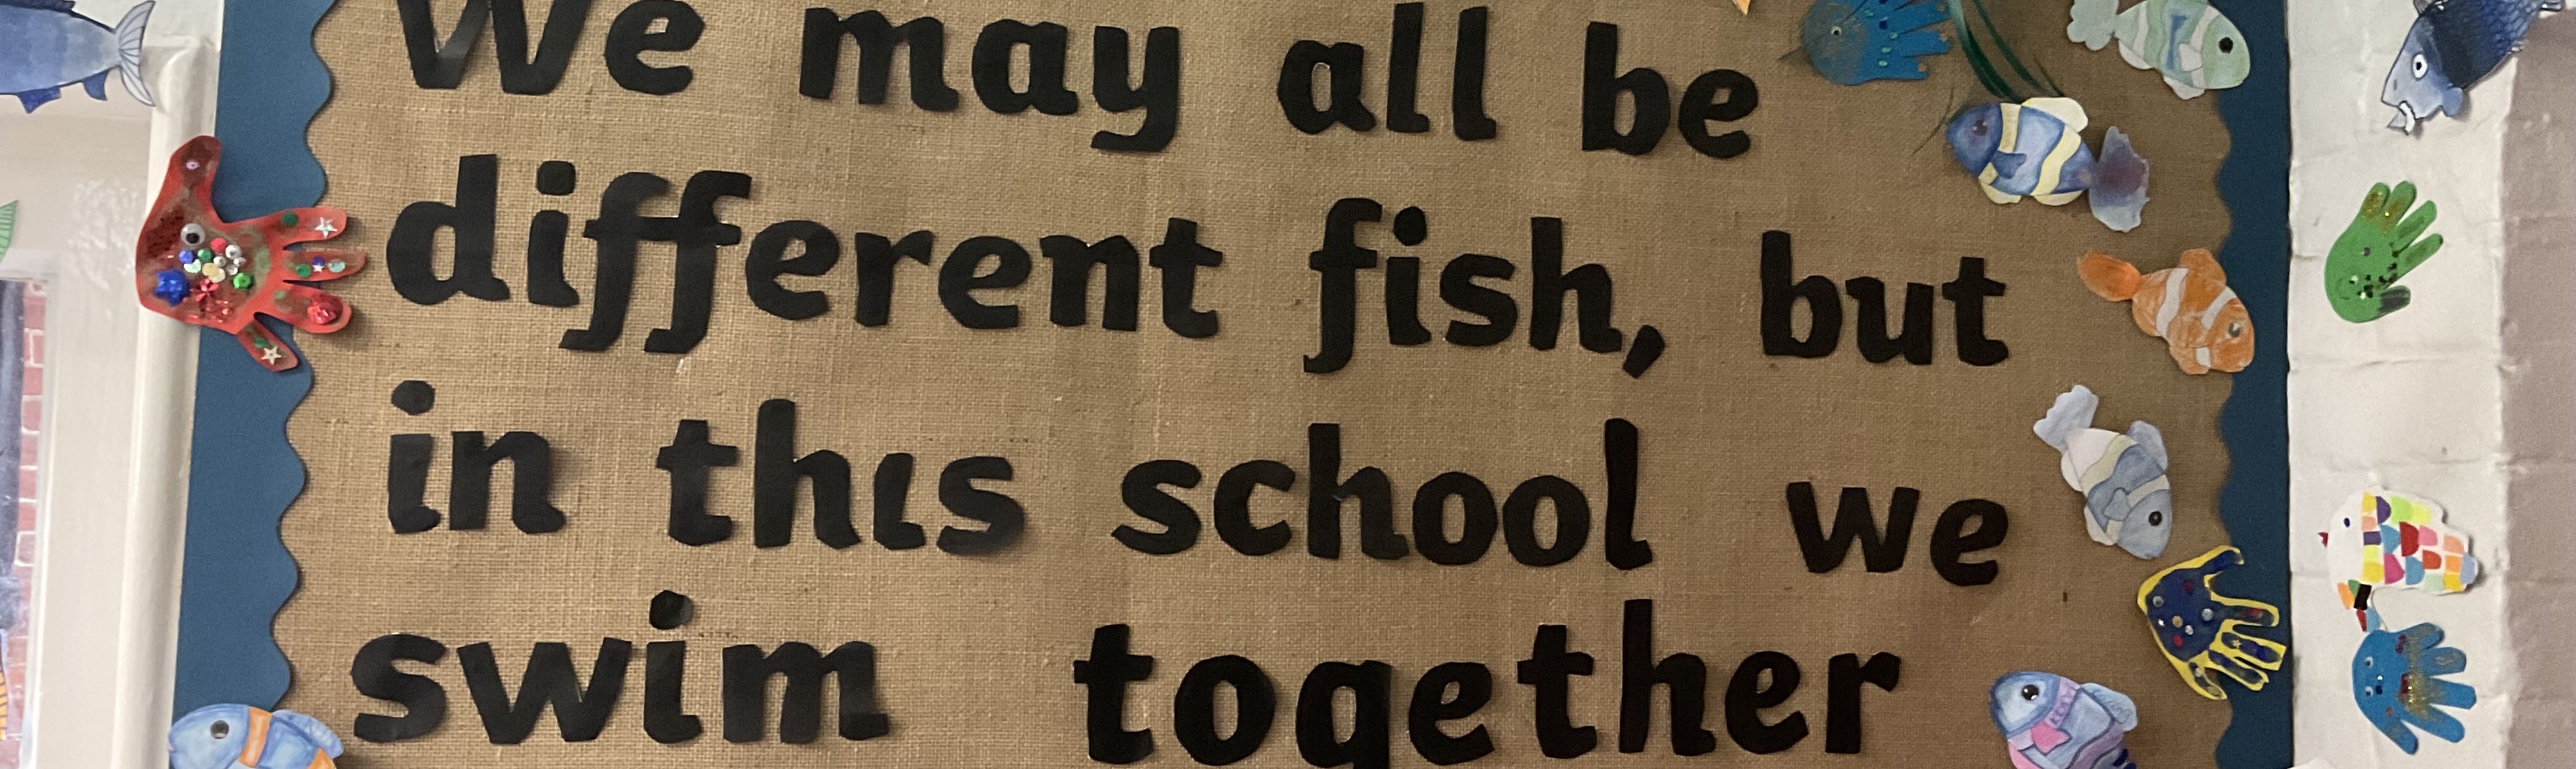 We may all be
different fish, but
in this school we
swim together